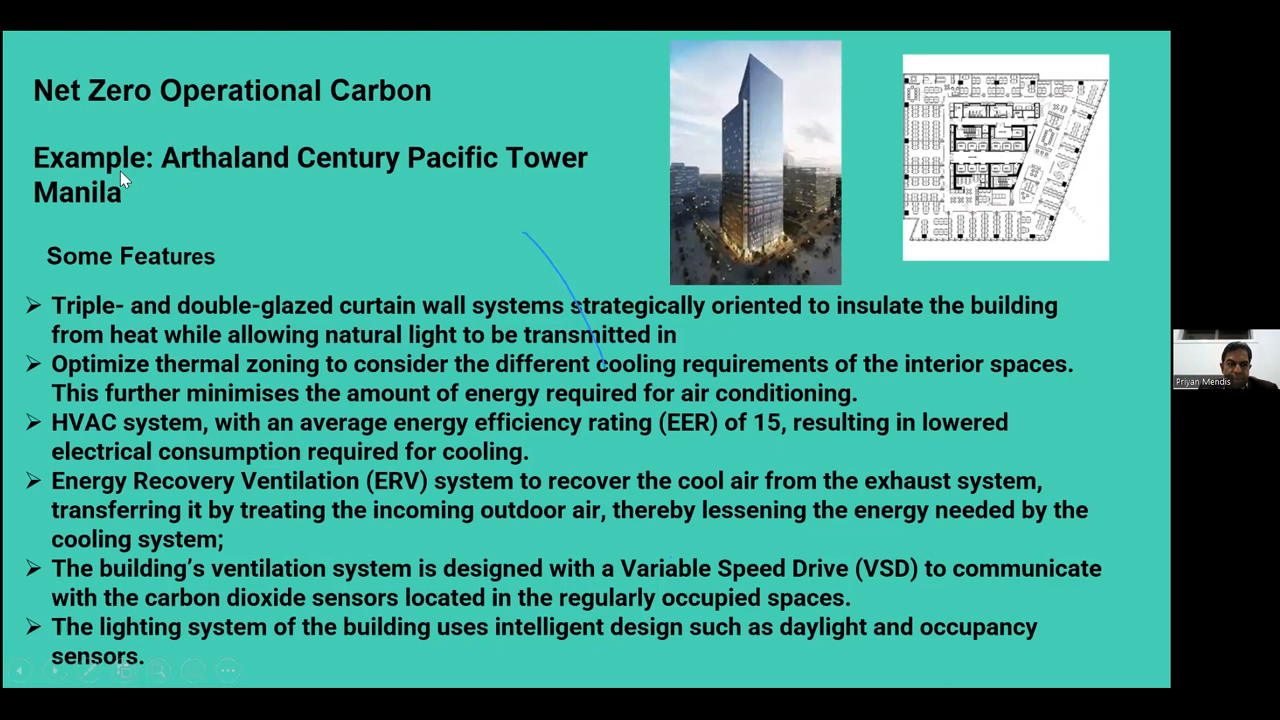 Net Zero Operational Carbon
Example: Arthaland Century Pacific Tower
Manila
Some Features
Triple- and double-glazed curtain wall systems strategically oriented to insulate the building
from heat while allowing natural light to be transmitted in
Optimize thermal zoning to consider the different cooling requirements of the interior spaces.
This further minimises the amount of energy required for air conditioning.
HVAC system, with an average energy efficiency rating (EER) of 15, resulting in lowered
electrical consumption required for cooling.
Energy Recovery Ventilation (ERV) system to recover the cool air from the exhaust system,
transferring it by treating the incoming outdoor air, thereby lessening the energy needed by the
cooling system;
The building’s ventilation system is designed with a Variable Speed Drive (VSD) to communicate
with the carbon dioxide sensors located in the regularly occupied spaces.
The lighting system of the building uses intelligent design such as daylight and occupancy
sensors.
Priyan Mendis